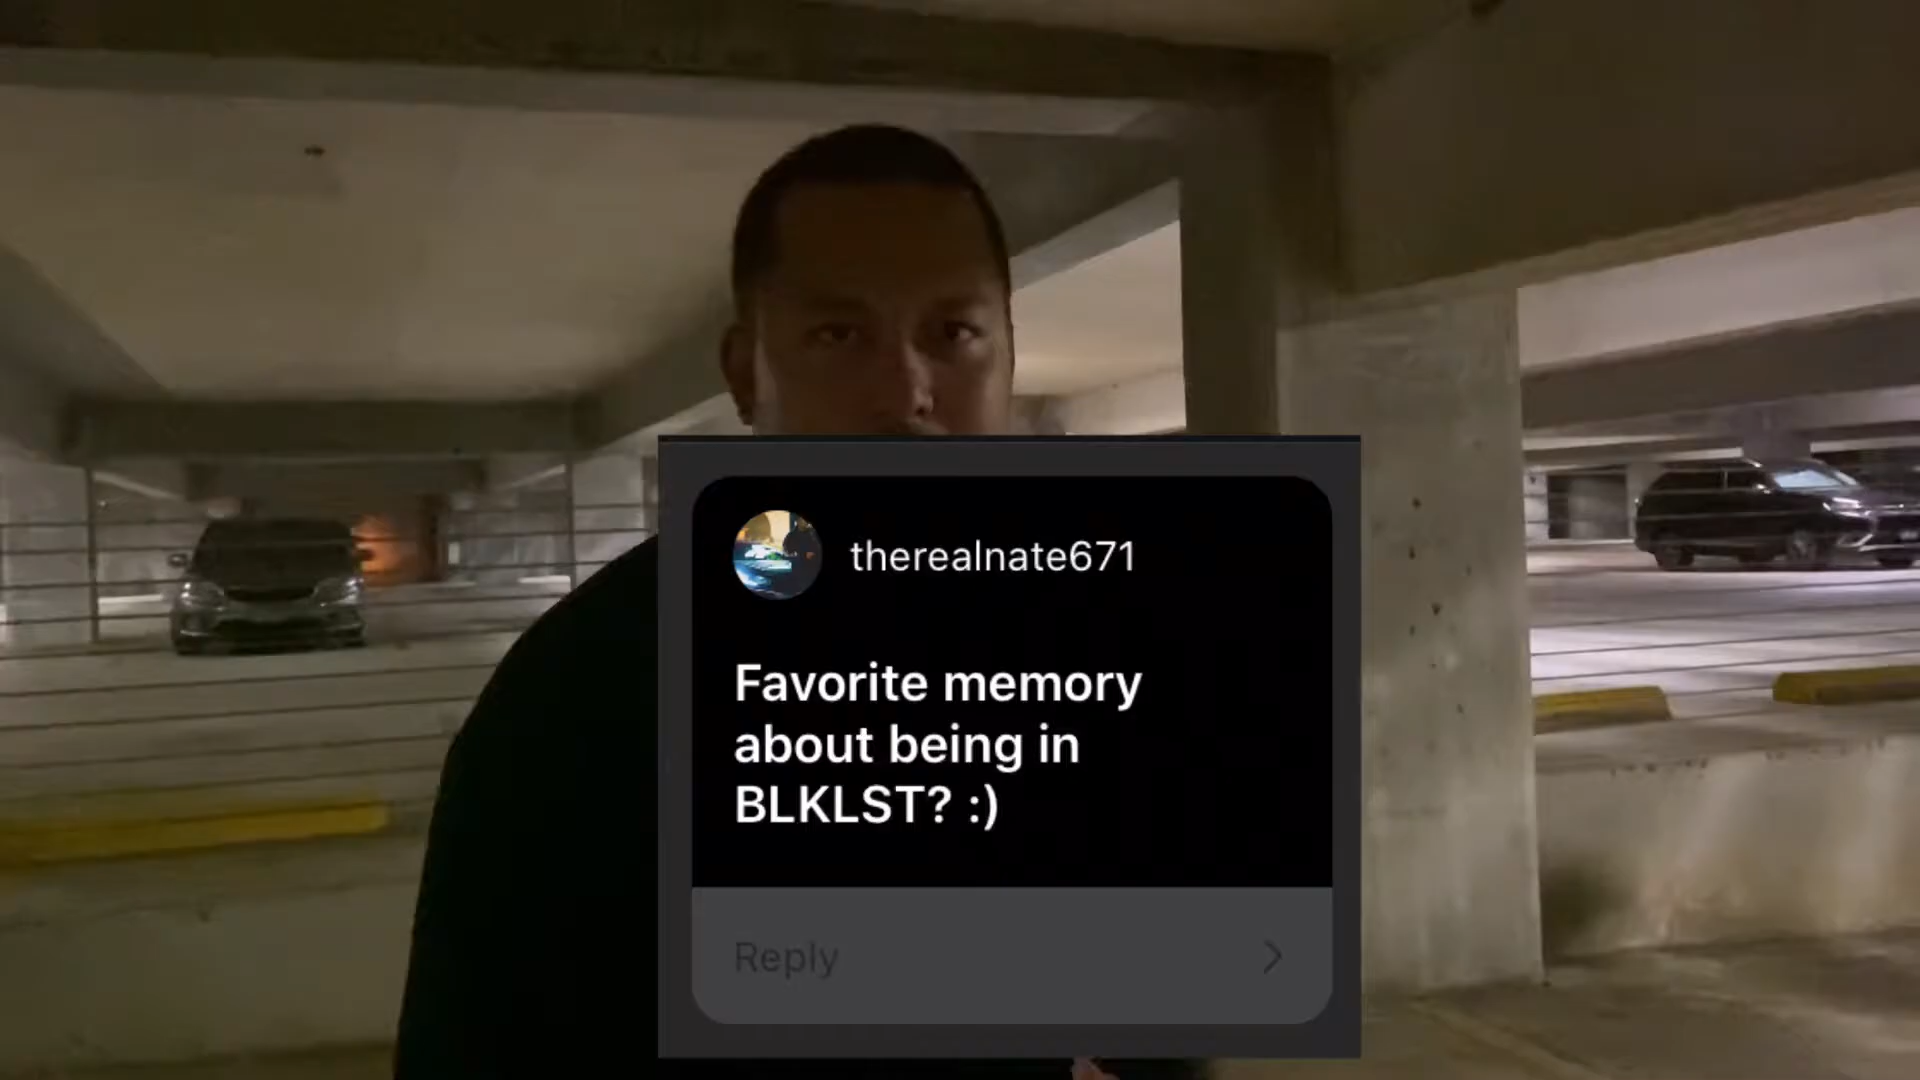 therealnate671
Favorite memory
about being in
BLKLST? :)
Reply